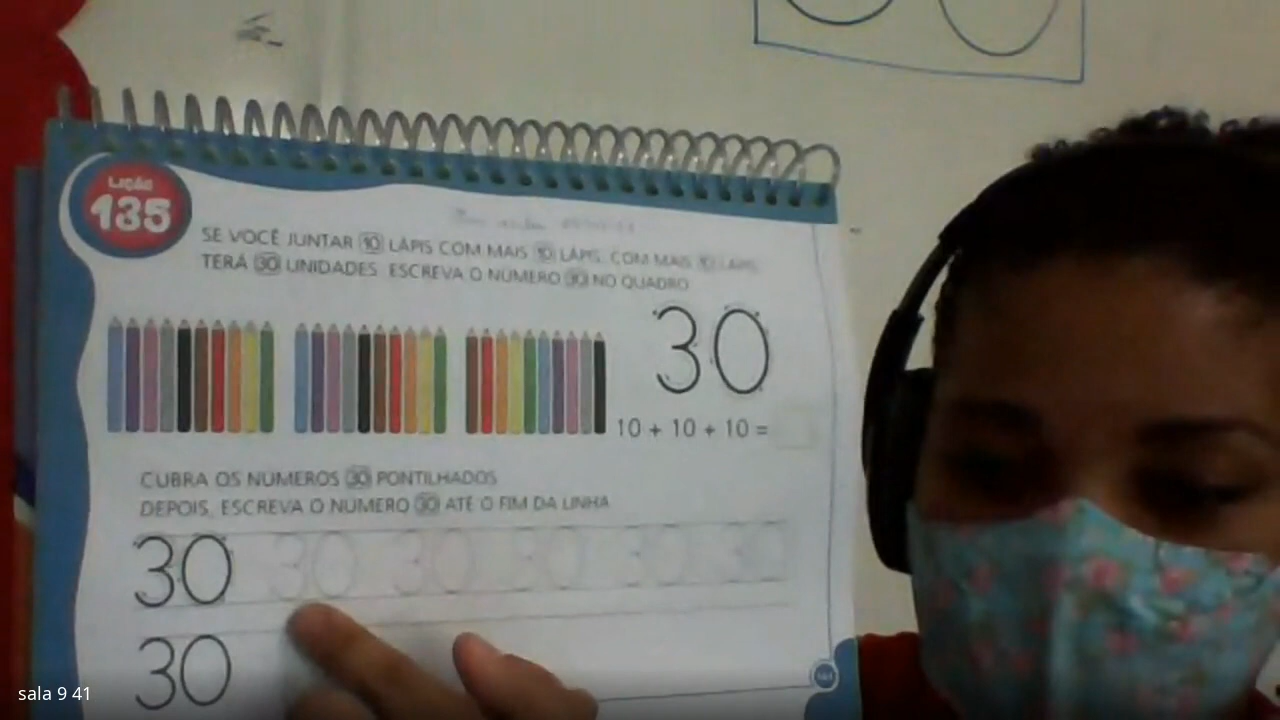 LIÇÃO
135
SE VOCÊ JUNTAR 10 LÁPIS COM MAIS 10 LÁPIS, COM MAIS 10 LÁPIS,
TERÁ 30 UNIDADES. ESCREVA O NÚMERO 30 NO QUADRO.
30
10 + 10 + 10 =
CUBRA OS NÚMEROS 30 PONTILHADOS.
DEPOIS, ESCREVA O NÚMERO 30 ATÉ O FIM DA LINHA.
30 30 30 30 30 30
30
sala 9 41